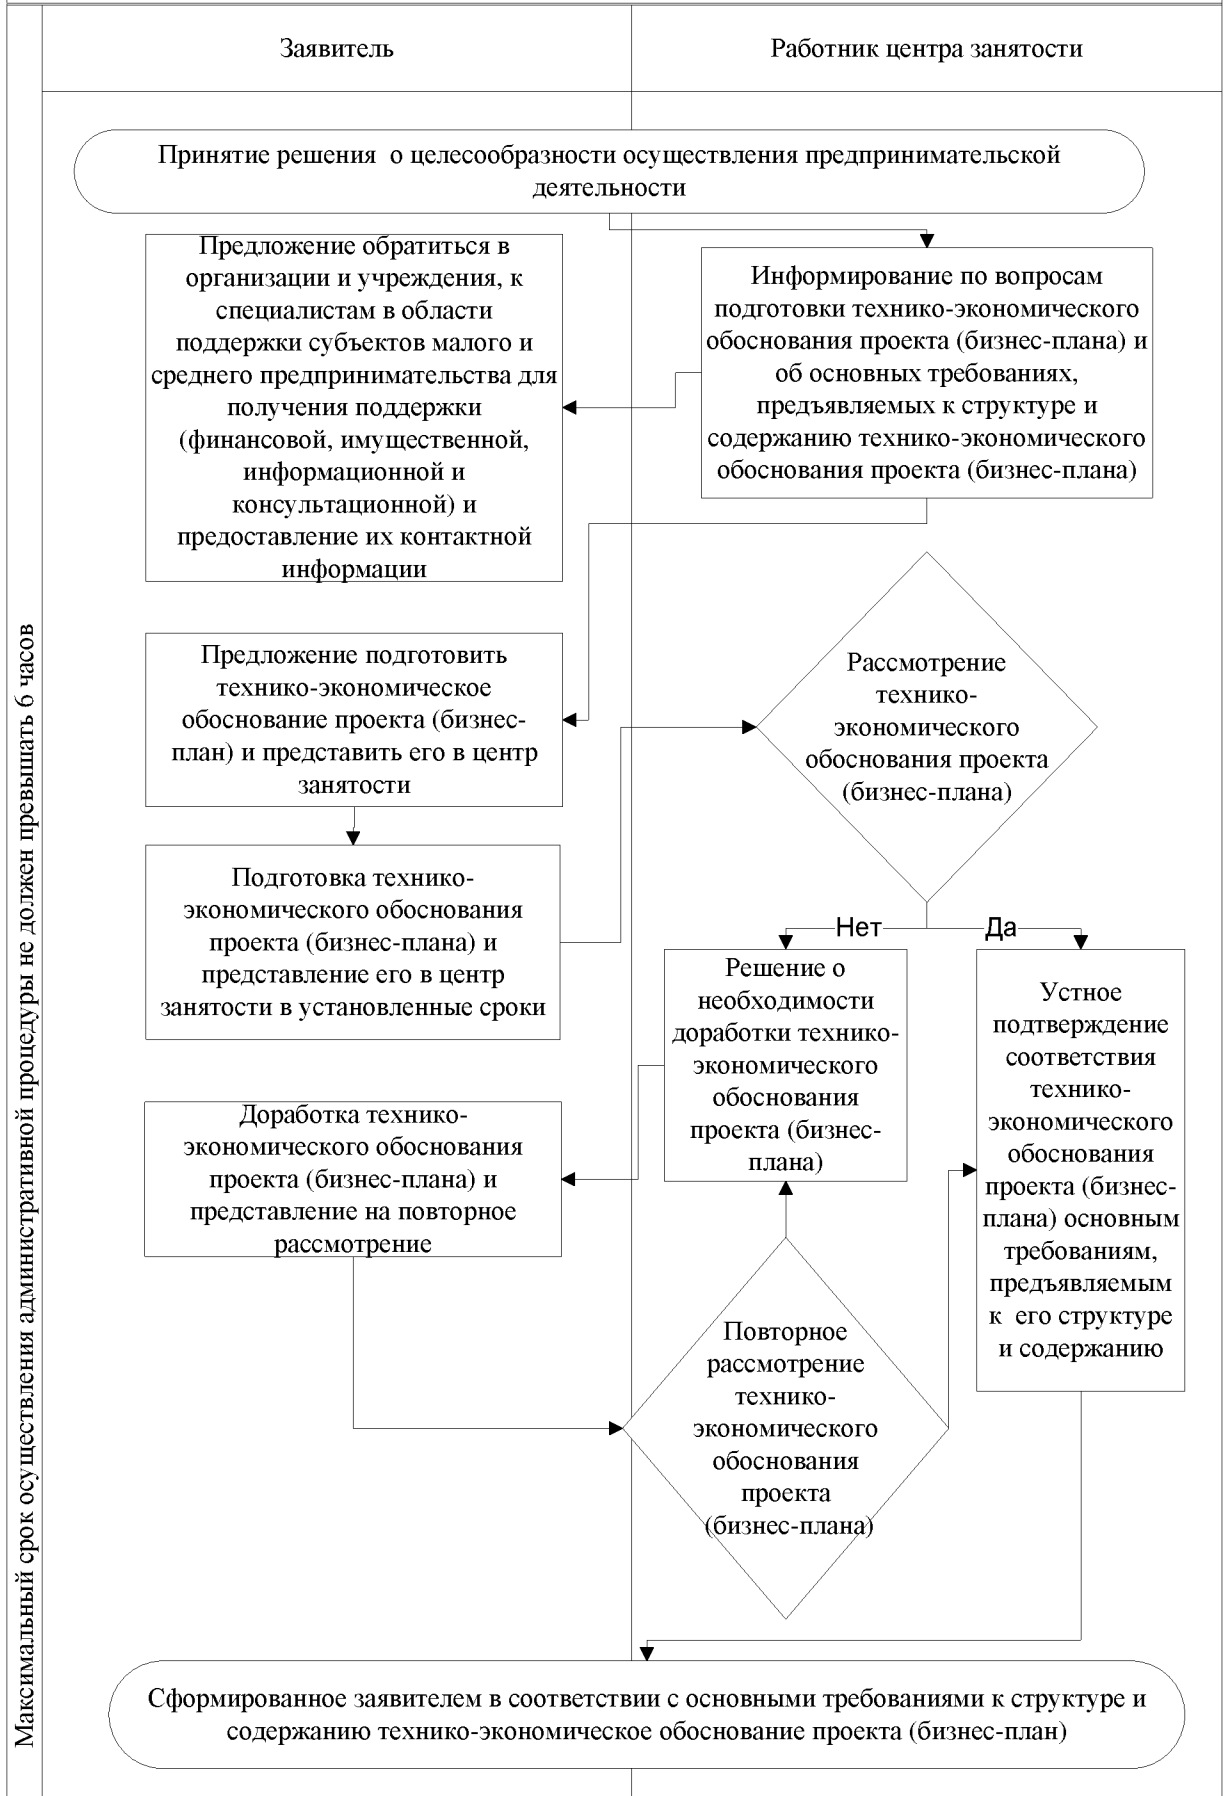 Заявитель
Работник центра занятости
Максимальный срок осуществления административной процедуры не должен превышать 6 часов
Принятие решения о целесообразности осуществления предпринимательской
деятельности
Предложение обратиться в
организации и учреждения, к
специалистам в области
поддержки субъектов малого и
среднего предпринимательства для
получения поддержки
(финансовой, имущественной,
информационной и
консультационной) и
предоставление их контактной
информации
Информирование по вопросам
подготовки технико-экономического
обоснования проекта (бизнес-плана) и
об основных требованиях,
предъявляемых к структуре и
содержанию технико-экономического
обоснования проекта (бизнес-плана)
Предложение подготовить
технико-экономическое
обоснование проекта (бизнес-
план) и представить его в центр
занятости
Рассмотрение
технико-
экономического
обоснования проекта
(бизнес-плана)
Подготовка технико-
экономического обоснования
проекта (бизнес-плана) и
представление его в центр
занятости в установленные сроки
Нет
Да
Решение о
необходимости
доработки технико-
экономического
обоснования
проекта (бизнес-
плана)
Устное
подтверждение
соответствия
технико-
экономического
обоснования
проекта (бизнес-
плана) основным
требованиям,
предъявляемым
к его структуре
и содержанию
Доработка технико-
экономического обоснования
проекта (бизнес-плана) и
представление на повторное
рассмотрение
Повторное
рассмотрение
технико-
экономического
обоснования
проекта
(бизнес-плана)
Сформированное заявителем в соответствии с основными требованиями к структуре и
содержанию технико-экономическое обоснование проекта (бизнес-план)